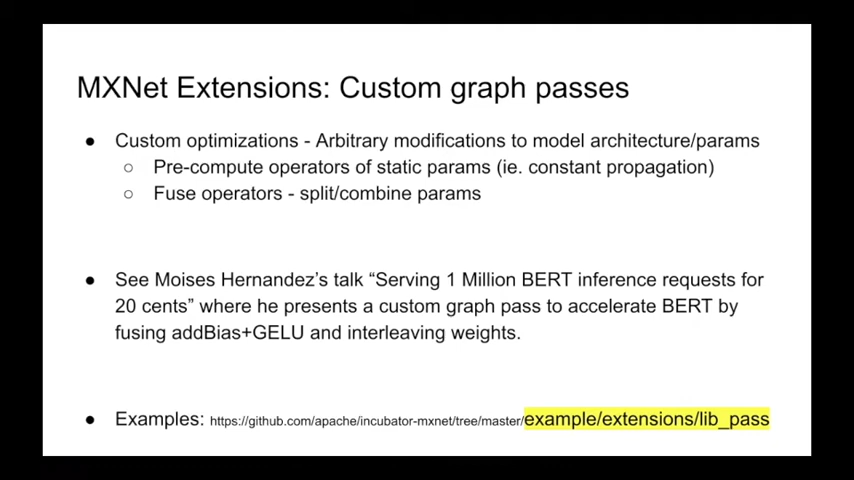 MXNet Extensions: Custom graph passes
● Custom optimizations - Arbitrary modifications to model architecture/params
○ Pre-compute operators of static params (ie. constant propagation)
○ Fuse operators - split/combine params
● See Moises Hernandez's talk “Serving 1 Million BERT inference requests for
20 cents” where he presents a custom graph pass to accelerate BERT by
fusing addBias+GELU and interleaving weights.
● Examples: https://github.com/apache/incubator-mxnet/tree/master/example/extensions/lib_pass